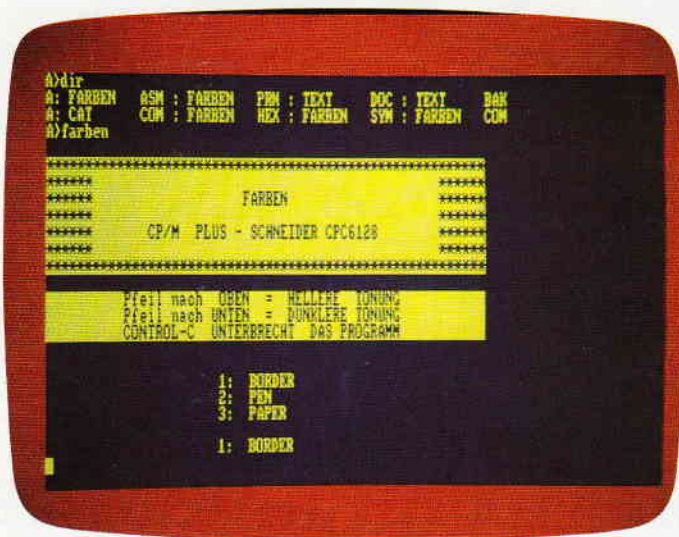 A>dir
A: FARBEN   ASM : FARBEN   PRN : TEXT     DOC : TEXT     BAK
A: CAT      COM : FARBEN   HEX : FARBEN   SYM : FARBEN   COM
A>farben
*************************************************
****** ******
****** FARBEN ******
****** ******
****** CP/M PLUS - SCHNEIDER CPC6128 ******
****** ******
*************************************************
Pfeil nach OBEN = HELLERE TONUNG
Pfeil nach UNTEN = DUNKLERE TONUNG
CONTROL-C UNTERBRECHT DAS PROGRAMM
1: BORDER
2: PEN
3: PAPER
1: BORDER